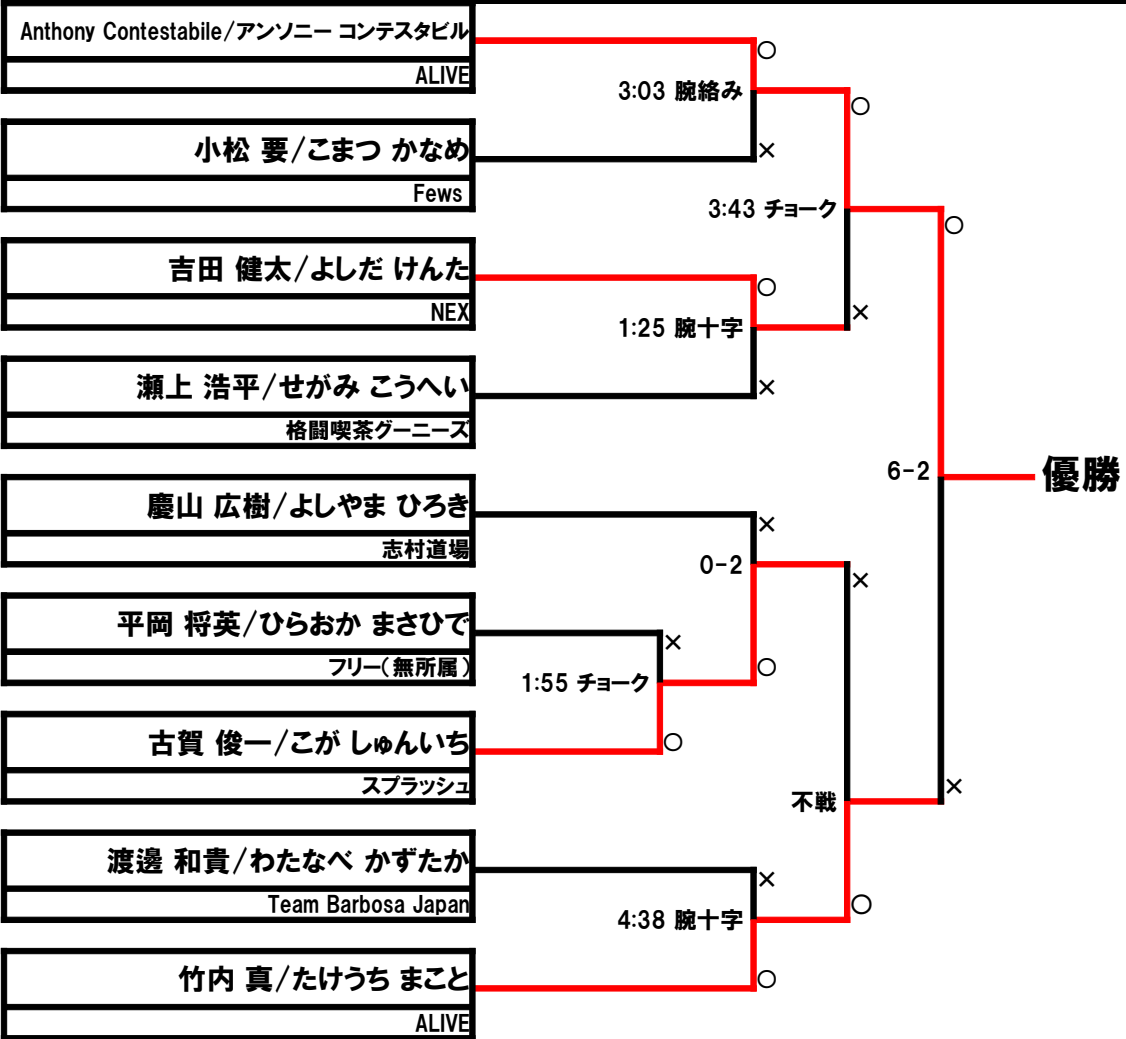 Anthony Contestabile/アンソニー コンテスタビル
ALIVE
○
3:03 腕絡み
○
小松 要/こまつ かなめ
×
Fews
3:43 チョーク
○
吉田 健太/よしだ けんた
○
NEX
×
1:25 腕十字
瀬上 浩平/せがみ こうへい
×
格闘喫茶グーニーズ
6-2
優勝
慶山 広樹/よしやま ひろき
×
志村道場
0-2
×
平岡 将英/ひらおか まさひで
×
フリー(無所属)
○
1:55 チョーク
古賀 俊一/こが しゅんいち
○
スプラッシュ
×
不戦
渡邊 和貴/わたなべ かずたか
×
Team Barbosa Japan
○
4:38 腕十字
竹内 真/たけうち まこと
○
ALIVE